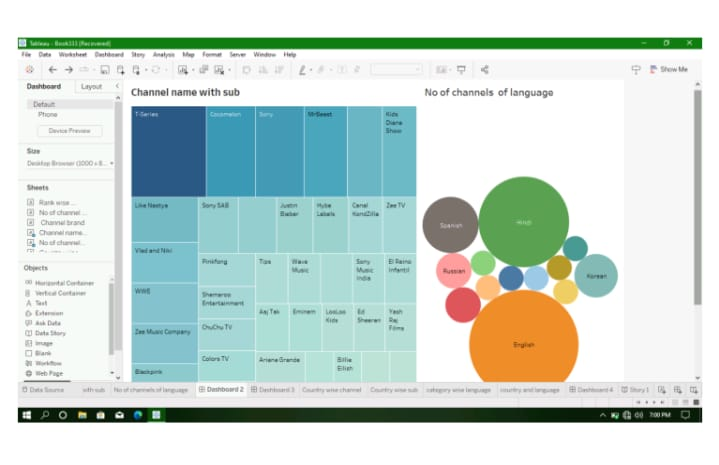 Tableau - Book333 [Recovered]
File Data Worksheet Dashboard Story Analysis Map Format Server Window Help
Show Me
Dashboard Layout
Default
Phone
Device Preview
Size
Desktop Browser (1000 x 8...
Sheets
Rank wise ...
No of channel ...
Channel brand
Channel name...
No of channel...
Objects
Horizontal Container
Vertical Container
Text
Extension
Ask Data
Data Story
Image
Blank
Workflow
Web Page
Channel name with sub
T-Series Cocomelon Sony MrBeast Kids Diana Show
Like Nastya Sony SAB Justin Bieber Hybe Labels Canal KondZilla Zee TV
Vlad and Niki
Pinkfong Tips Wave Music Sony Music India El Reino Infantil
WWE
Shemaroo Entertainment
Aaj Tak Eminem LooLoo Kids Ed Sheeran Yash Raj Films
Zee Music Company ChuChu TV
Colors TV Ariana Grande Billie Eilish
Blackpink
No of channels of language
Spanish
Hindi
Russian
Korean
English
Data Source with sub No of channels of language Dashboard 2 Dashboard 3 Country wise channel Country wise sub category wise language country and language Dashboard 4 Story 1
7:00 PM